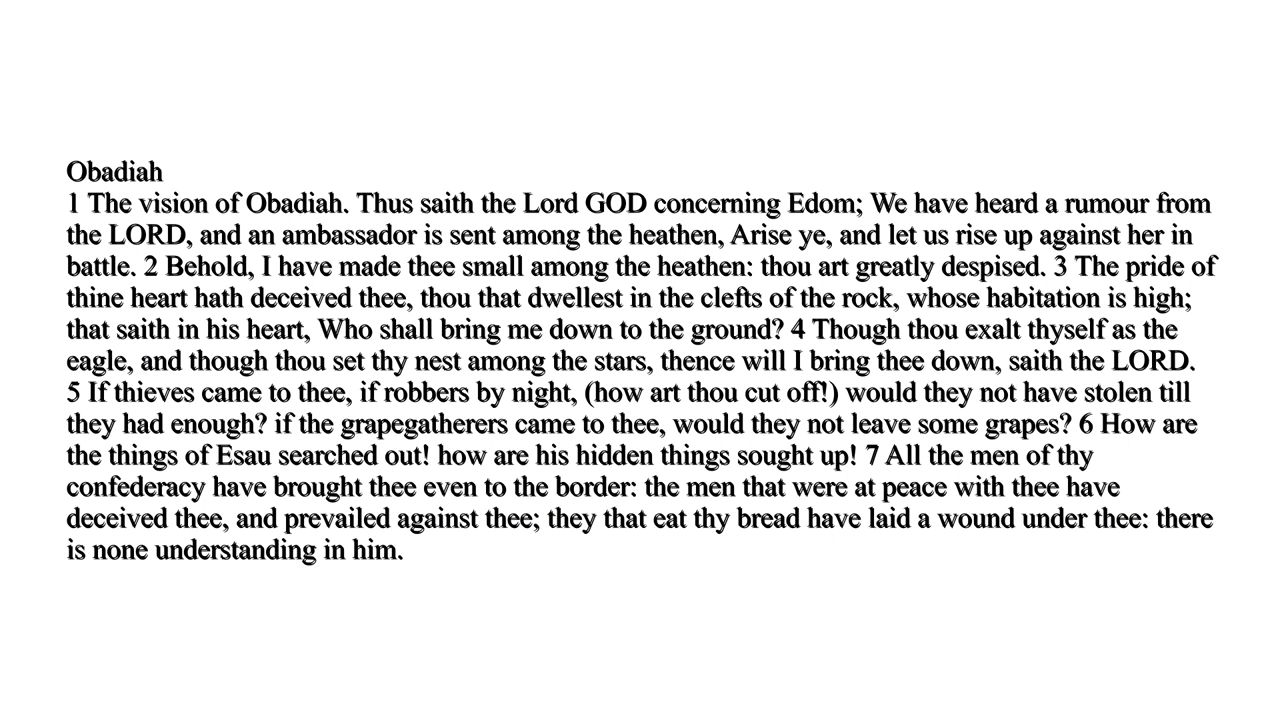 Obadiah
1 The vision of Obadiah. Thus saith the Lord GOD concerning Edom; We have heard a rumour from
the LORD, and an ambassador is sent among the heathen, Arise ye, and let us rise up against her in
battle. 2 Behold, I have made thee small among the heathen: thou art greatly despised. 3 The pride of
thine heart hath deceived thee, thou that dwellest in the clefts of the rock, whose habitation is high;
that saith in his heart, Who shall bring me down to the ground? 4 Though thou exalt thyself as the
eagle, and though thou set thy nest among the stars, thence will I bring thee down, saith the LORD.
5 If thieves came to thee, if robbers by night, (how art thou cut off!) would they not have stolen till
they had enough? if the grapegatherers came to thee, would they not leave some grapes? 6 How are
the things of Esau searched out! how are his hidden things sought up! 7 All the men of thy
confederacy have brought thee even to the border: the men that were at peace with thee have
deceived thee, and prevailed against thee; they that eat thy bread have laid a wound under thee: there
is none understanding in him.